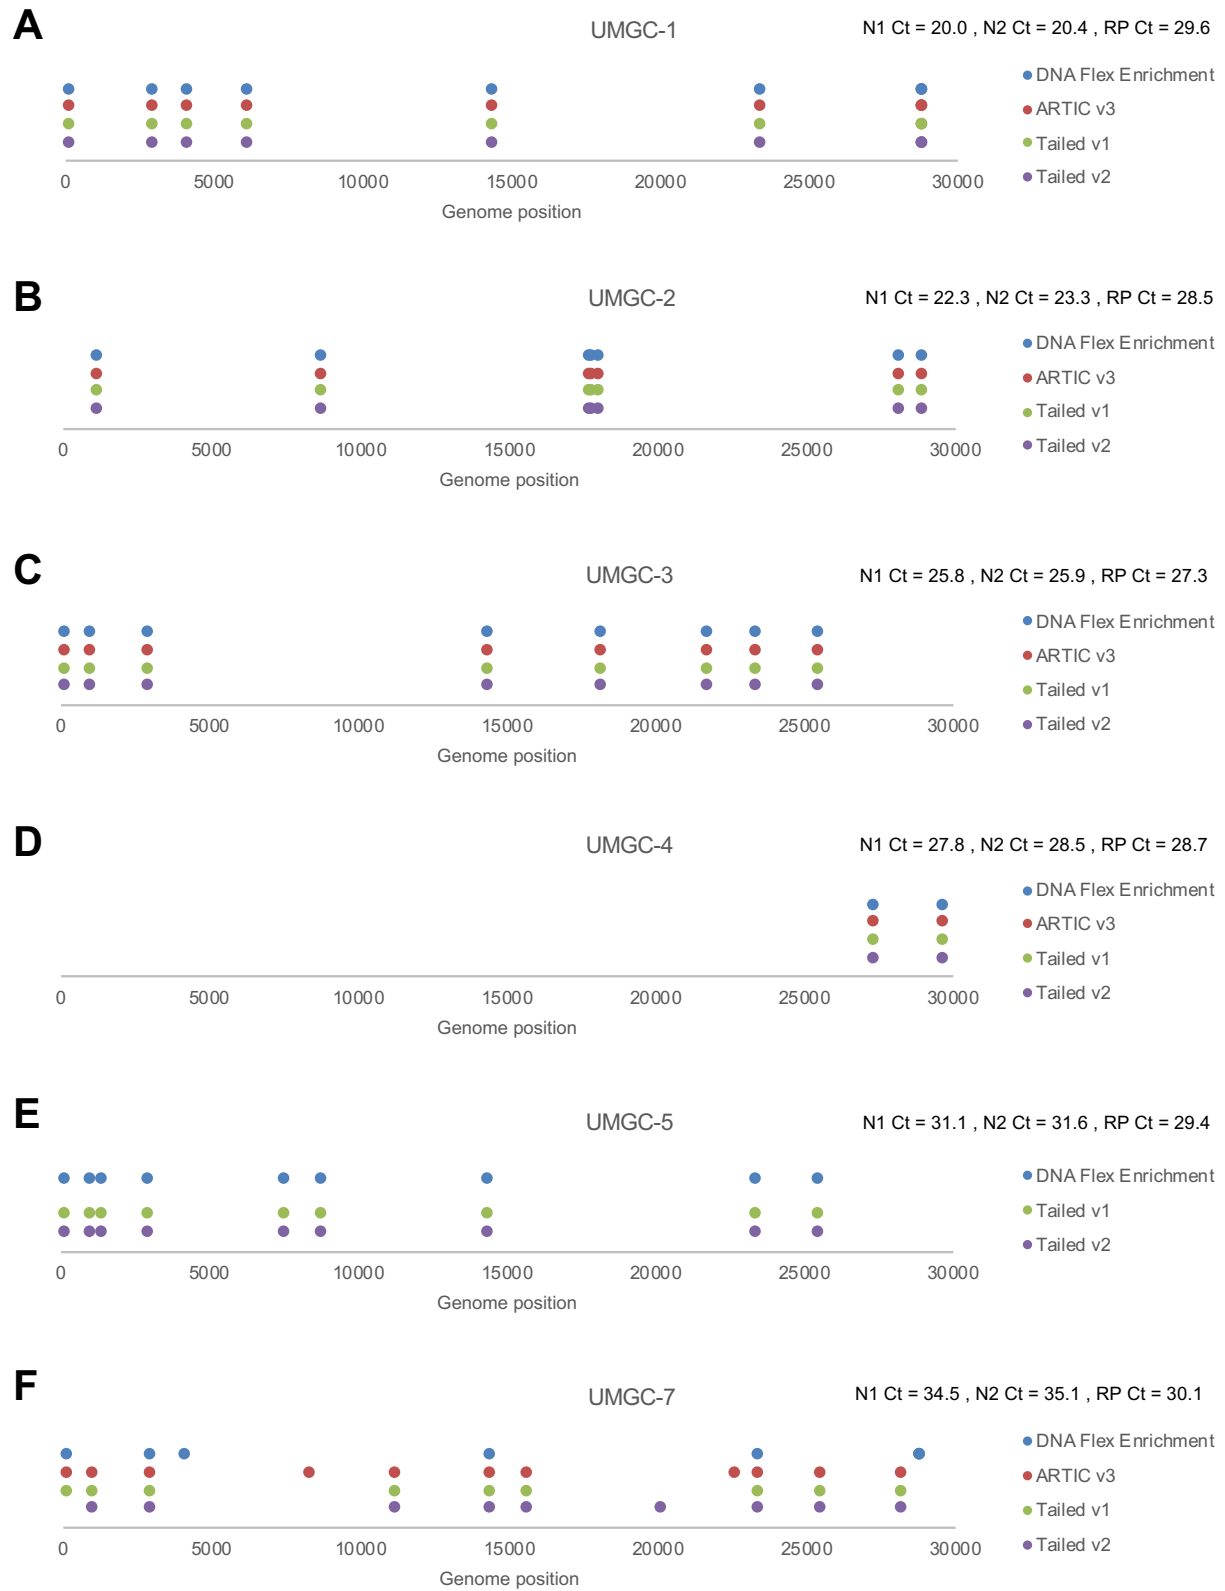 A
UMGC-1
N1 Ct = 20.0 , N2 Ct = 20.4 , RP Ct = 29.6
DNA Flex Enrichment
ARTIC v3
Tailed v1
Tailed v2
0 5000 10000 15000 20000 25000 30000
Genome position
B
UMGC-2
N1 Ct = 22.3 , N2 Ct = 23.3 , RP Ct = 28.5
DNA Flex Enrichment
ARTIC v3
Tailed v1
Tailed v2
0 5000 10000 15000 20000 25000 30000
Genome position
C
UMGC-3
N1 Ct = 25.8 , N2 Ct = 25.9 , RP Ct = 27.3
DNA Flex Enrichment
ARTIC v3
Tailed v1
Tailed v2
0 5000 10000 15000 20000 25000 30000
Genome position
D
UMGC-4
N1 Ct = 27.8 , N2 Ct = 28.5 , RP Ct = 28.7
DNA Flex Enrichment
ARTIC v3
Tailed v1
Tailed v2
0 5000 10000 15000 20000 25000 30000
Genome position
E
UMGC-5
N1 Ct = 31.1 , N2 Ct = 31.6 , RP Ct = 29.4
DNA Flex Enrichment
Tailed v1
Tailed v2
0 5000 10000 15000 20000 25000 30000
Genome position
F
UMGC-7
N1 Ct = 34.5 , N2 Ct = 35.1 , RP Ct = 30.1
DNA Flex Enrichment
ARTIC v3
Tailed v1
Tailed v2
0 5000 10000 15000 20000 25000 30000
Genome position